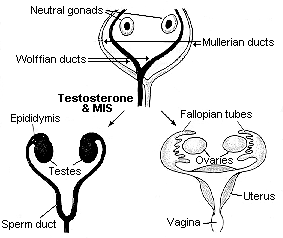 Neutral gonads
Mullerian ducts
Wolffian ducts
Testosterone
& MIS
Epididymis
Fallopian tubes
Testes
Ovaries
Uterus
Sperm duct
Vagina